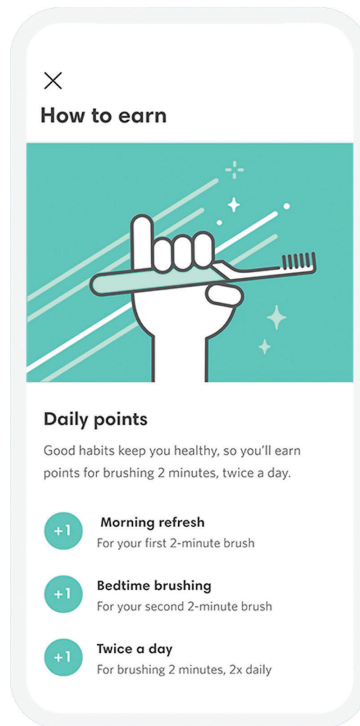 How to earn
Daily points
Good habits keep you healthy, so you'll earn
points for brushing 2 minutes, twice a day.
+1
Morning refresh
For your first 2-minute brush
+1
Bedtime brushing
For your second 2-minute brush
+1
Twice a day
For brushing 2 minutes, 2x daily